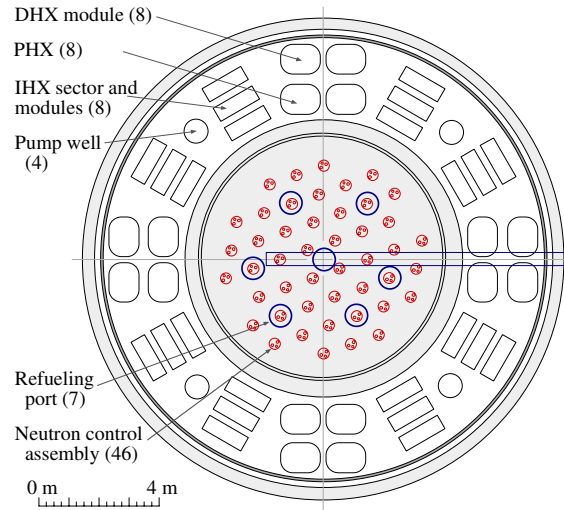 DHX module (8)
PHX (8)
IHX sector and
modules (8)
Pump well
(4)
Refueling
port (7)
Neutron control
assembly (46)
0 m 4 m